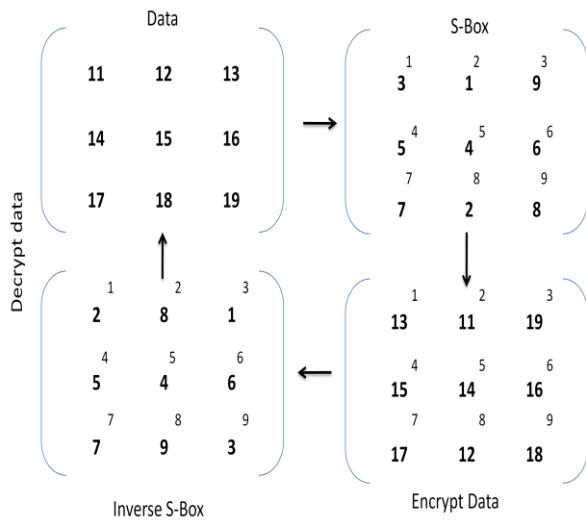 Data
11 12 13
14 15 16
17 18 19
S-Box
1 2 3
3 1 9
4 5 6
5 4 6
7 8 9
7 2 8
Decrypt data
1 2 3
2 8 1
4 5 6
5 4 6
7 8 9
7 9 3
Inverse S-Box
1 2 3
13 11 19
4 5 6
15 14 16
7 8 9
17 12 18
Encrypt Data